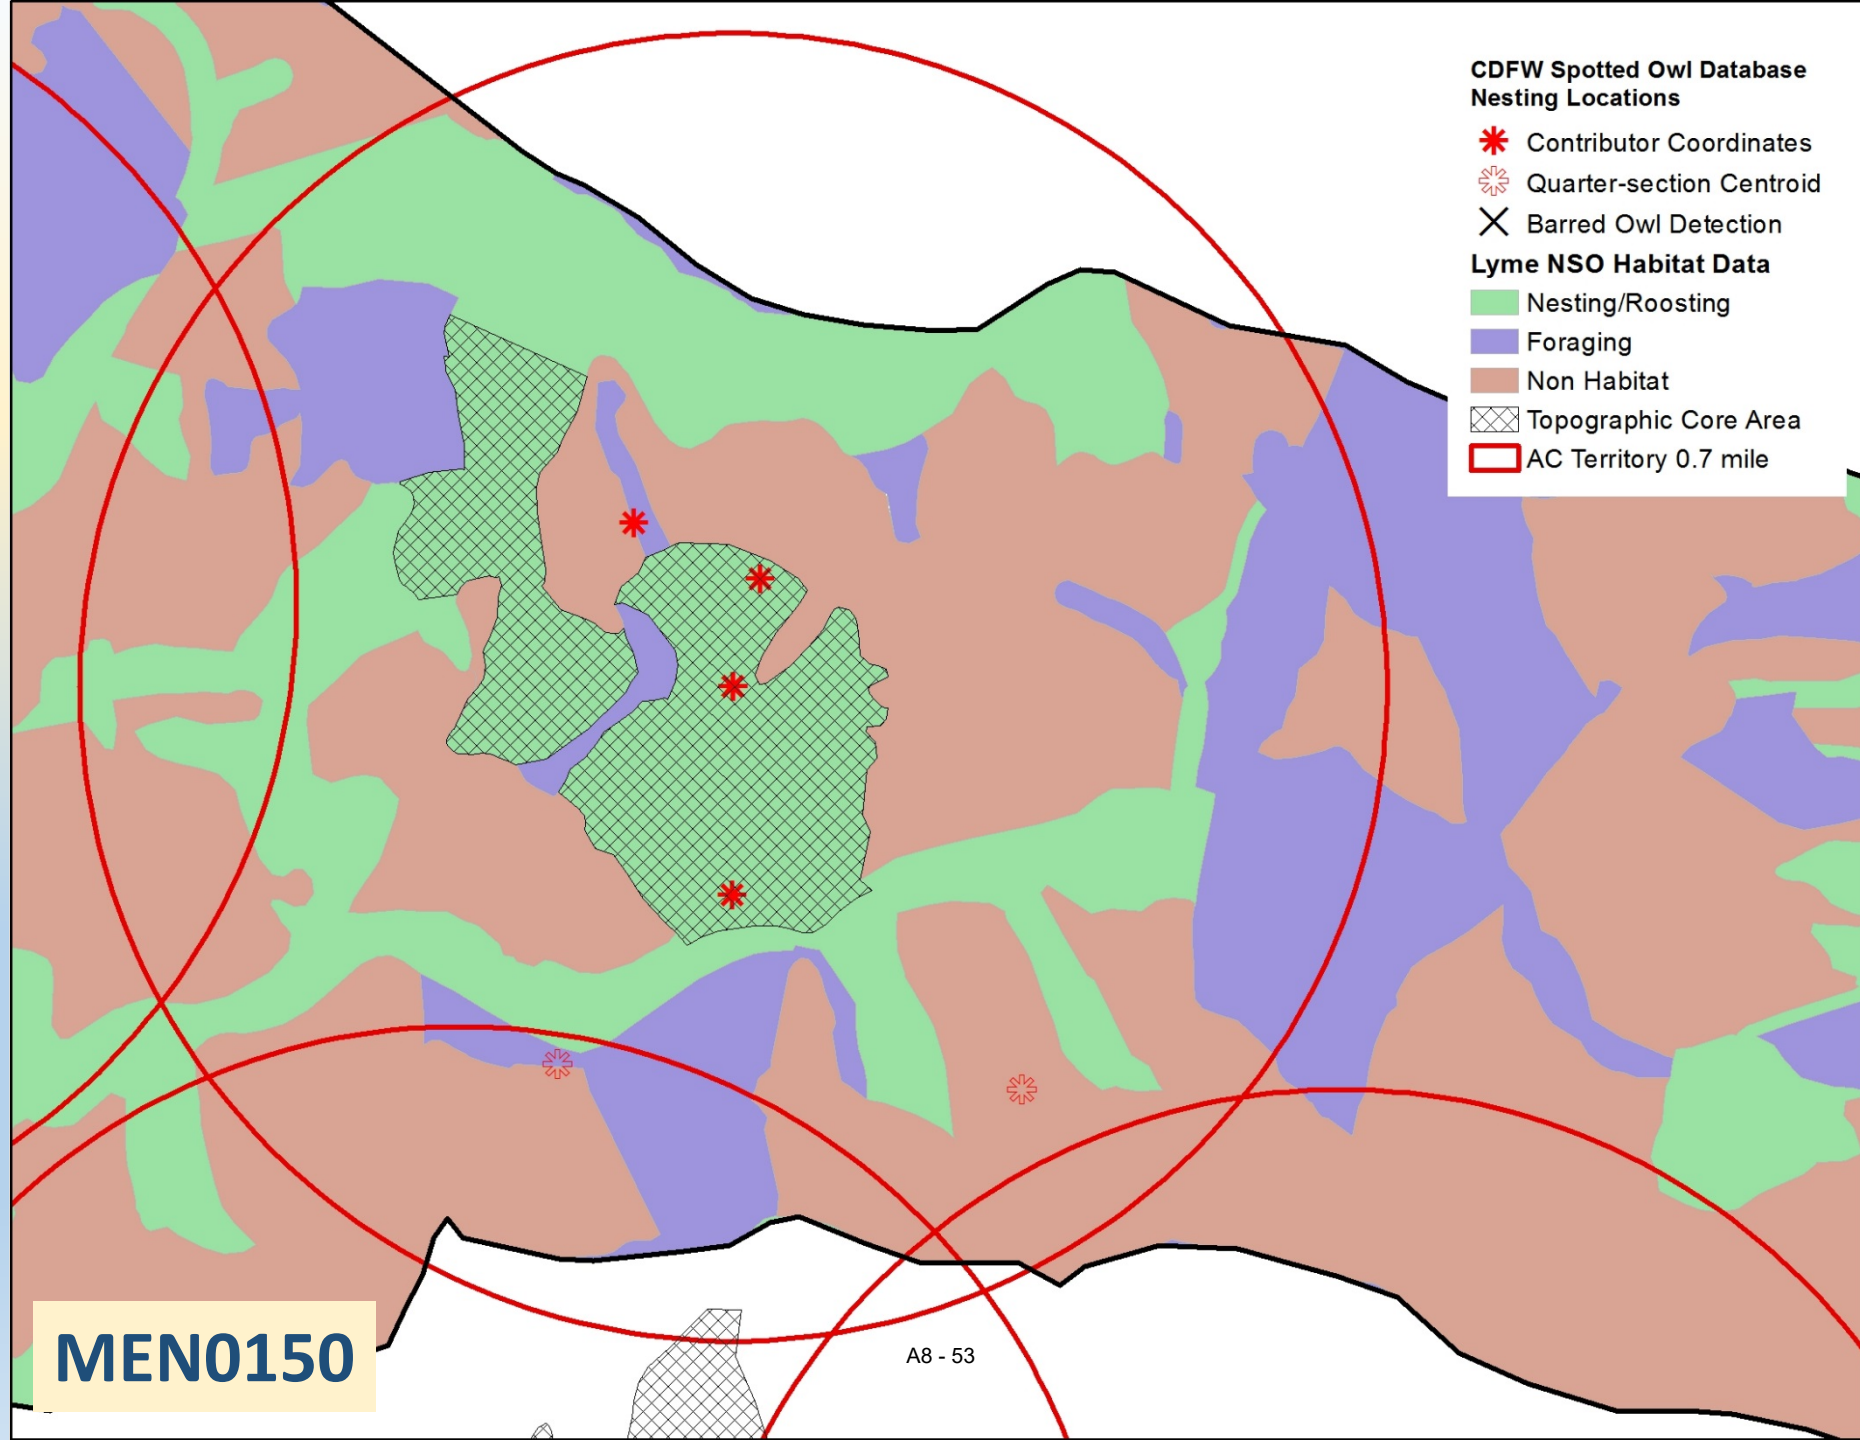 CDFW Spotted Owl Database
Nesting Locations
Contributor Coordinates
Quarter-section Centroid
Barred Owl Detection
Lyme NSO Habitat Data
Nesting/Roosting
Foraging
Non Habitat
Topographic Core Area
AC Territory 0.7 mile
MEN0150
A8 - 53